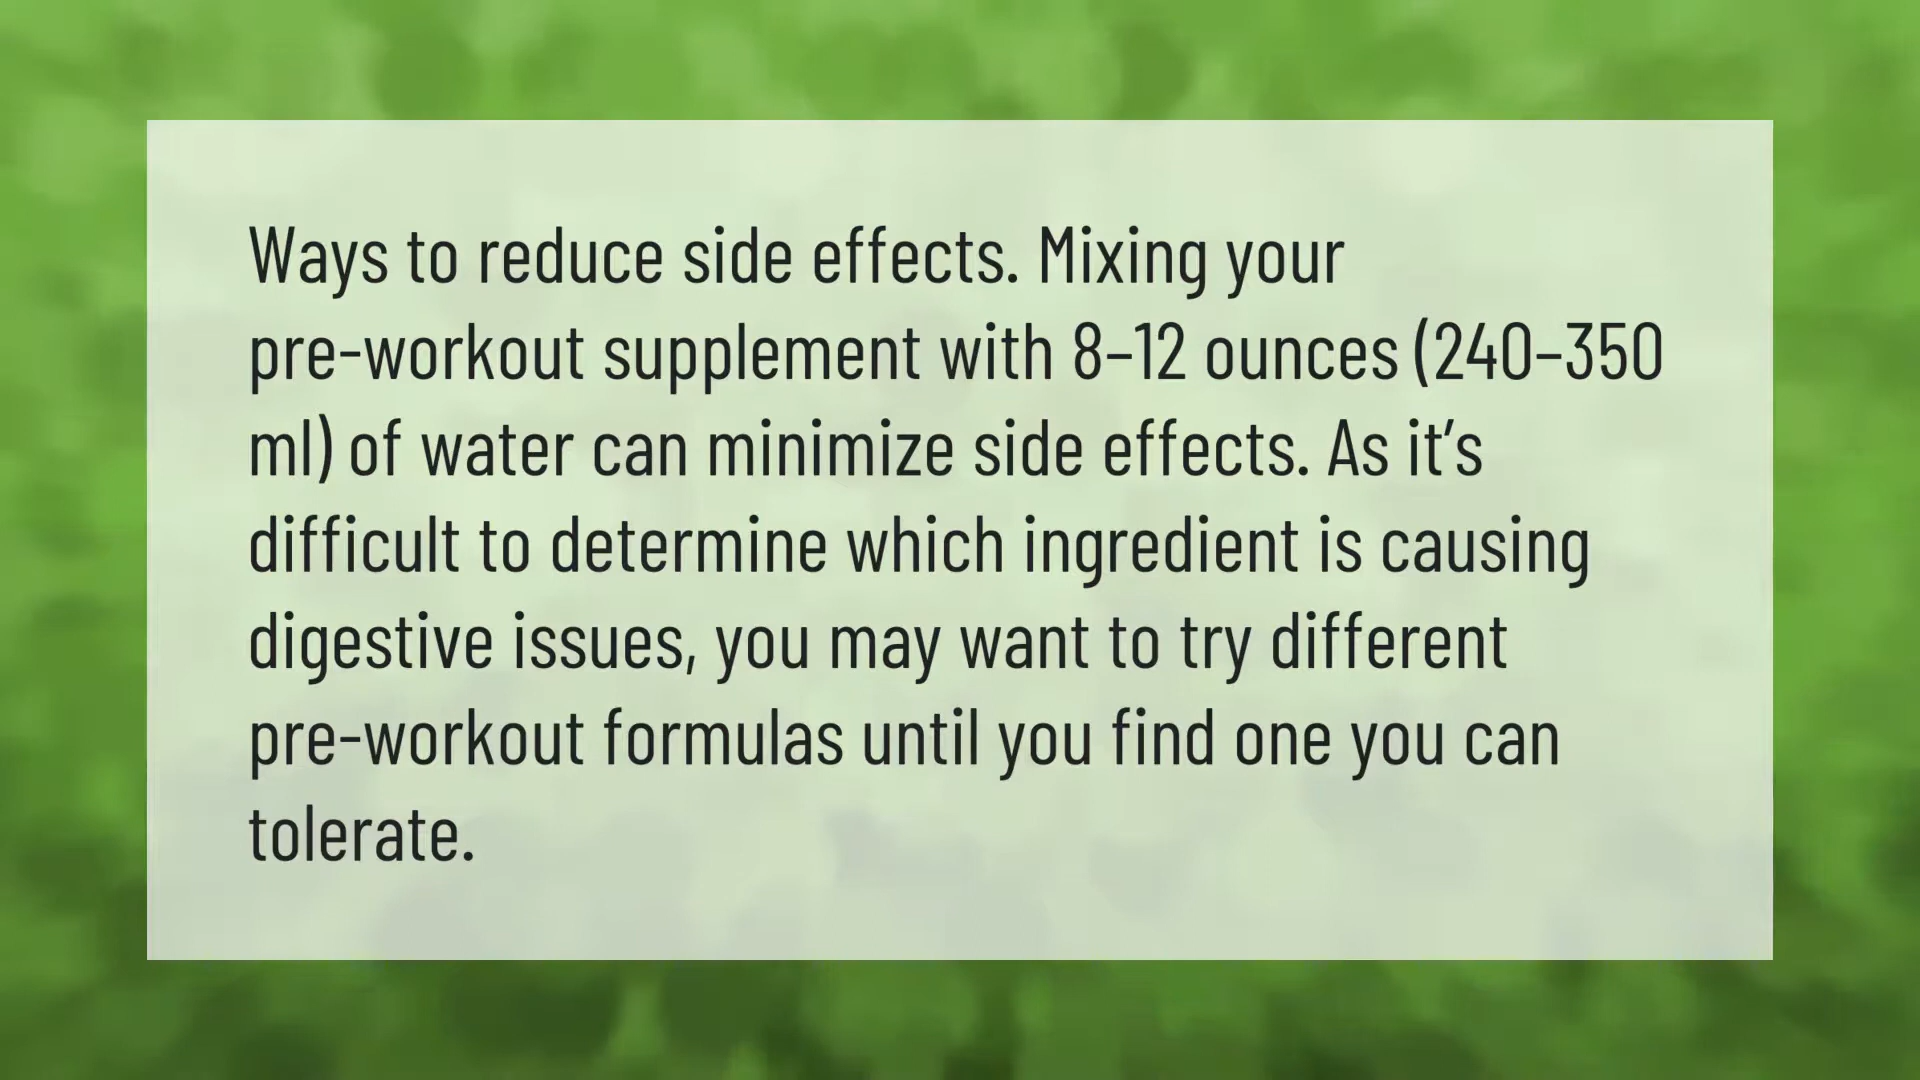 Ways to reduce side effects. Mixing your
pre-workout supplement with 8–12 ounces (240–350
ml) of water can minimize side effects. As it’s
difficult to determine which ingredient is causing
digestive issues, you may want to try different
pre-workout formulas until you find one you can
tolerate.